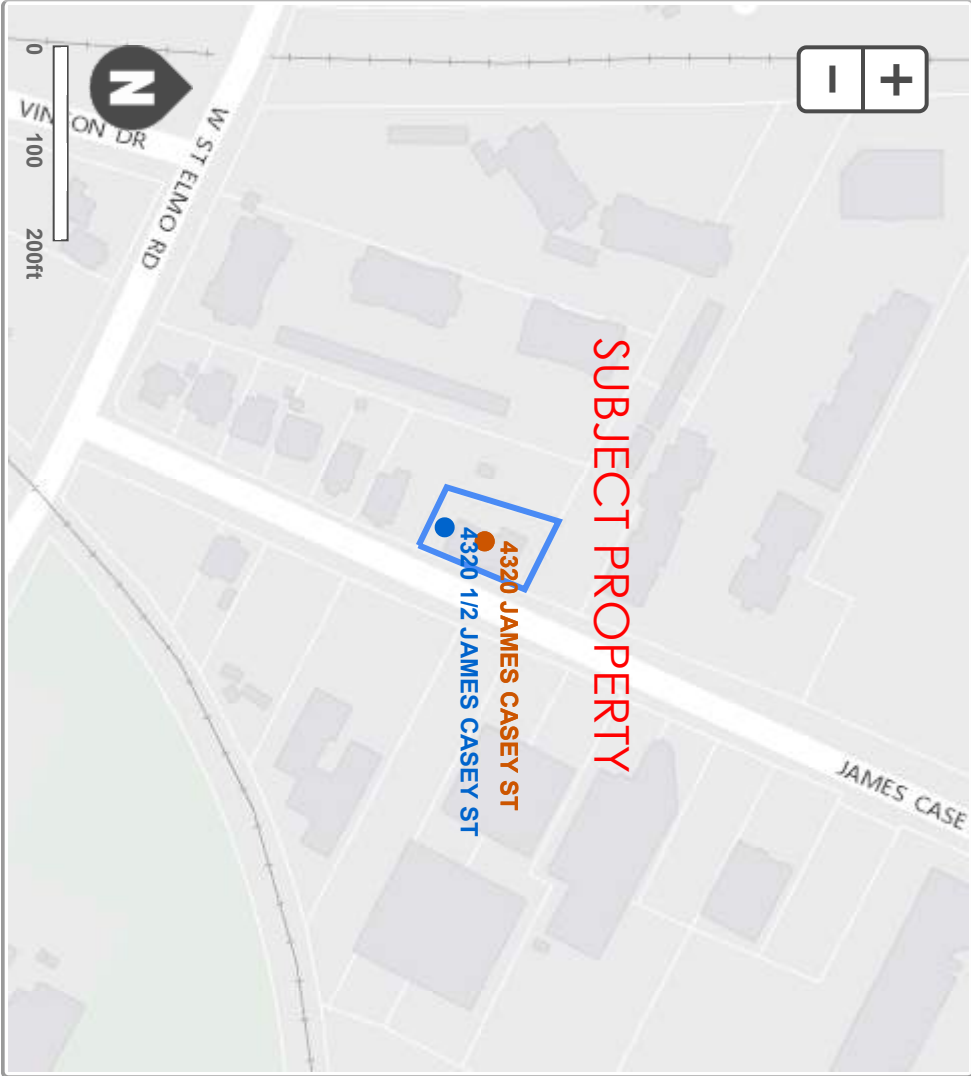 +
−
JAMES CASE
SUBJECT PROPERTY
4320 JAMES CASEY ST
4320 1/2 JAMES CASEY ST
W ST ELMO RD
N
VINSON DR
0 100 200ft